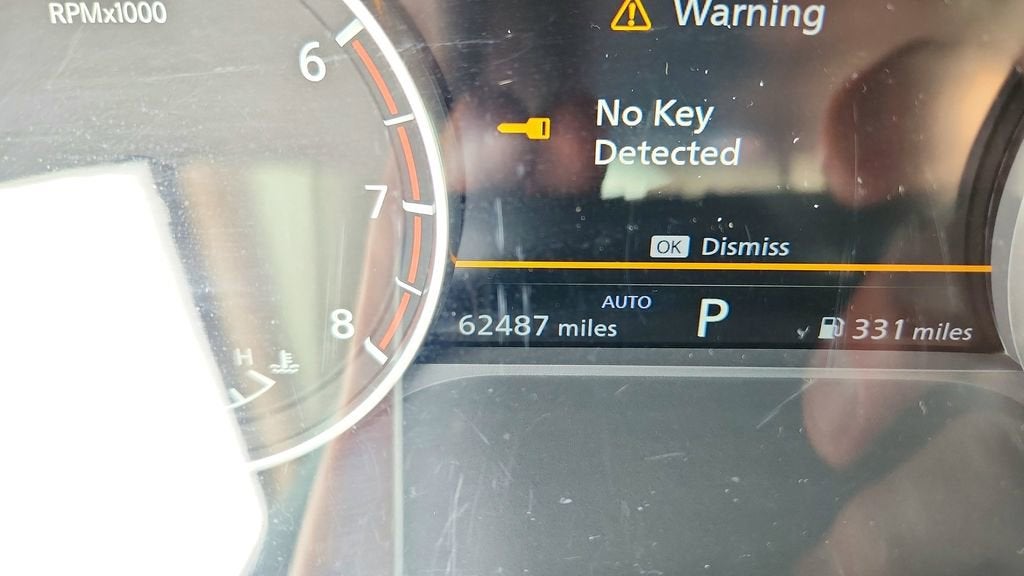 RPMx1000
Warning
6
No Key
Detected
7
OK Dismiss
AUTO
8
62487 miles
P
331 miles
H